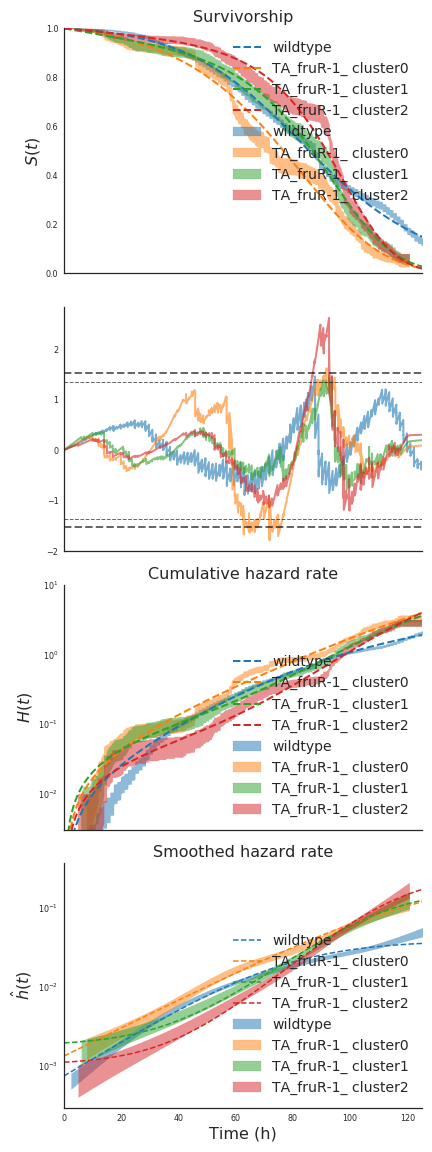 Survivorship
1.0
0.8
0.6
0.4
0.2
0.0
S(t)
wildtype
TA_fruR-1_ cluster0
TA_fruR-1_ cluster1
TA_fruR-1_ cluster2
wildtype
TA_fruR-1_ cluster0
TA_fruR-1_ cluster1
TA_fruR-1_ cluster2
2
1
0
−1
−2
Cumulative hazard rate
10¹
10⁰
10⁻¹
10⁻²
H(t)
wildtype
TA_fruR-1_ cluster0
TA_fruR-1_ cluster1
TA_fruR-1_ cluster2
wildtype
TA_fruR-1_ cluster0
TA_fruR-1_ cluster1
TA_fruR-1_ cluster2
Smoothed hazard rate
10⁻¹
10⁻²
10⁻³
ĥ(t)
wildtype
TA_fruR-1_ cluster0
TA_fruR-1_ cluster1
TA_fruR-1_ cluster2
wildtype
TA_fruR-1_ cluster0
TA_fruR-1_ cluster1
TA_fruR-1_ cluster2
0 20 40 60 80 100 120
Time (h)